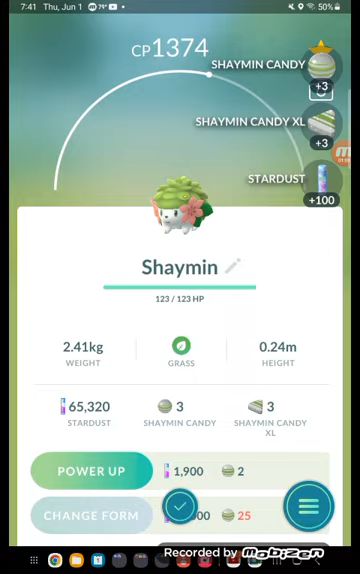 7:41 Thu, Jun 1 79° 50%
CP1374
SHAYMIN CANDY
+3
SHAYMIN CANDY XL
+3
STARDUST
+100
Shaymin
123 / 123 HP
2.41kg
WEIGHT
GRASS
0.24m
HEIGHT
65,320
STARDUST
3
SHAYMIN CANDY
3
SHAYMIN CANDY
XL
POWER UP 1,900 2
CHANGE FORM 25
Recorded by Mobizen